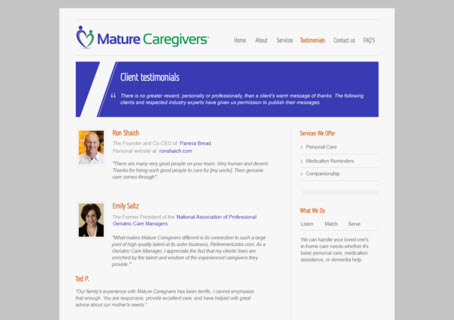 Mature Caregivers
Home About Services Testimonials Contact us FAQ'S
Client testimonials
“ There is no greater reward, personally or professionally, than a client's warm message of thanks. The following
clients and respected industry experts have given us permission to publish their messages.
Ron Shaich
The Founder and Co-CEO of Panera Bread
Personal website at ronshaich.com
"There are many very good people on your team. Very human and decent.
Thanks for hiring such good people to care for [my uncle]. Their genuine
care comes through"
Emily Saltz
The Former President of the National Association of Professional
Geriatric Care Managers
"What makes Mature Caregivers different is its connection to such a large
pool of high quality talent at its sister business, RetirementJobs.com. As a
Geriatric Care Manager, I appreciate the fact that my clients' lives are
enriched by the talent and wisdom of the experienced caregivers they
provide."
Ted P.
"Our family's experience with Mature Caregivers has been terrific, I cannot emphasize
that enough. You are responsive, provide excellent care, and have helped with great
advice about our mother's needs."
Services We Offer
> Personal Care
> Medication Reminders
> Companionship
What We Do
Listen Match Serve
We can handle your loved one's
in-home care needs whether it's
basic personal care, medication
assistance, or dementia help.